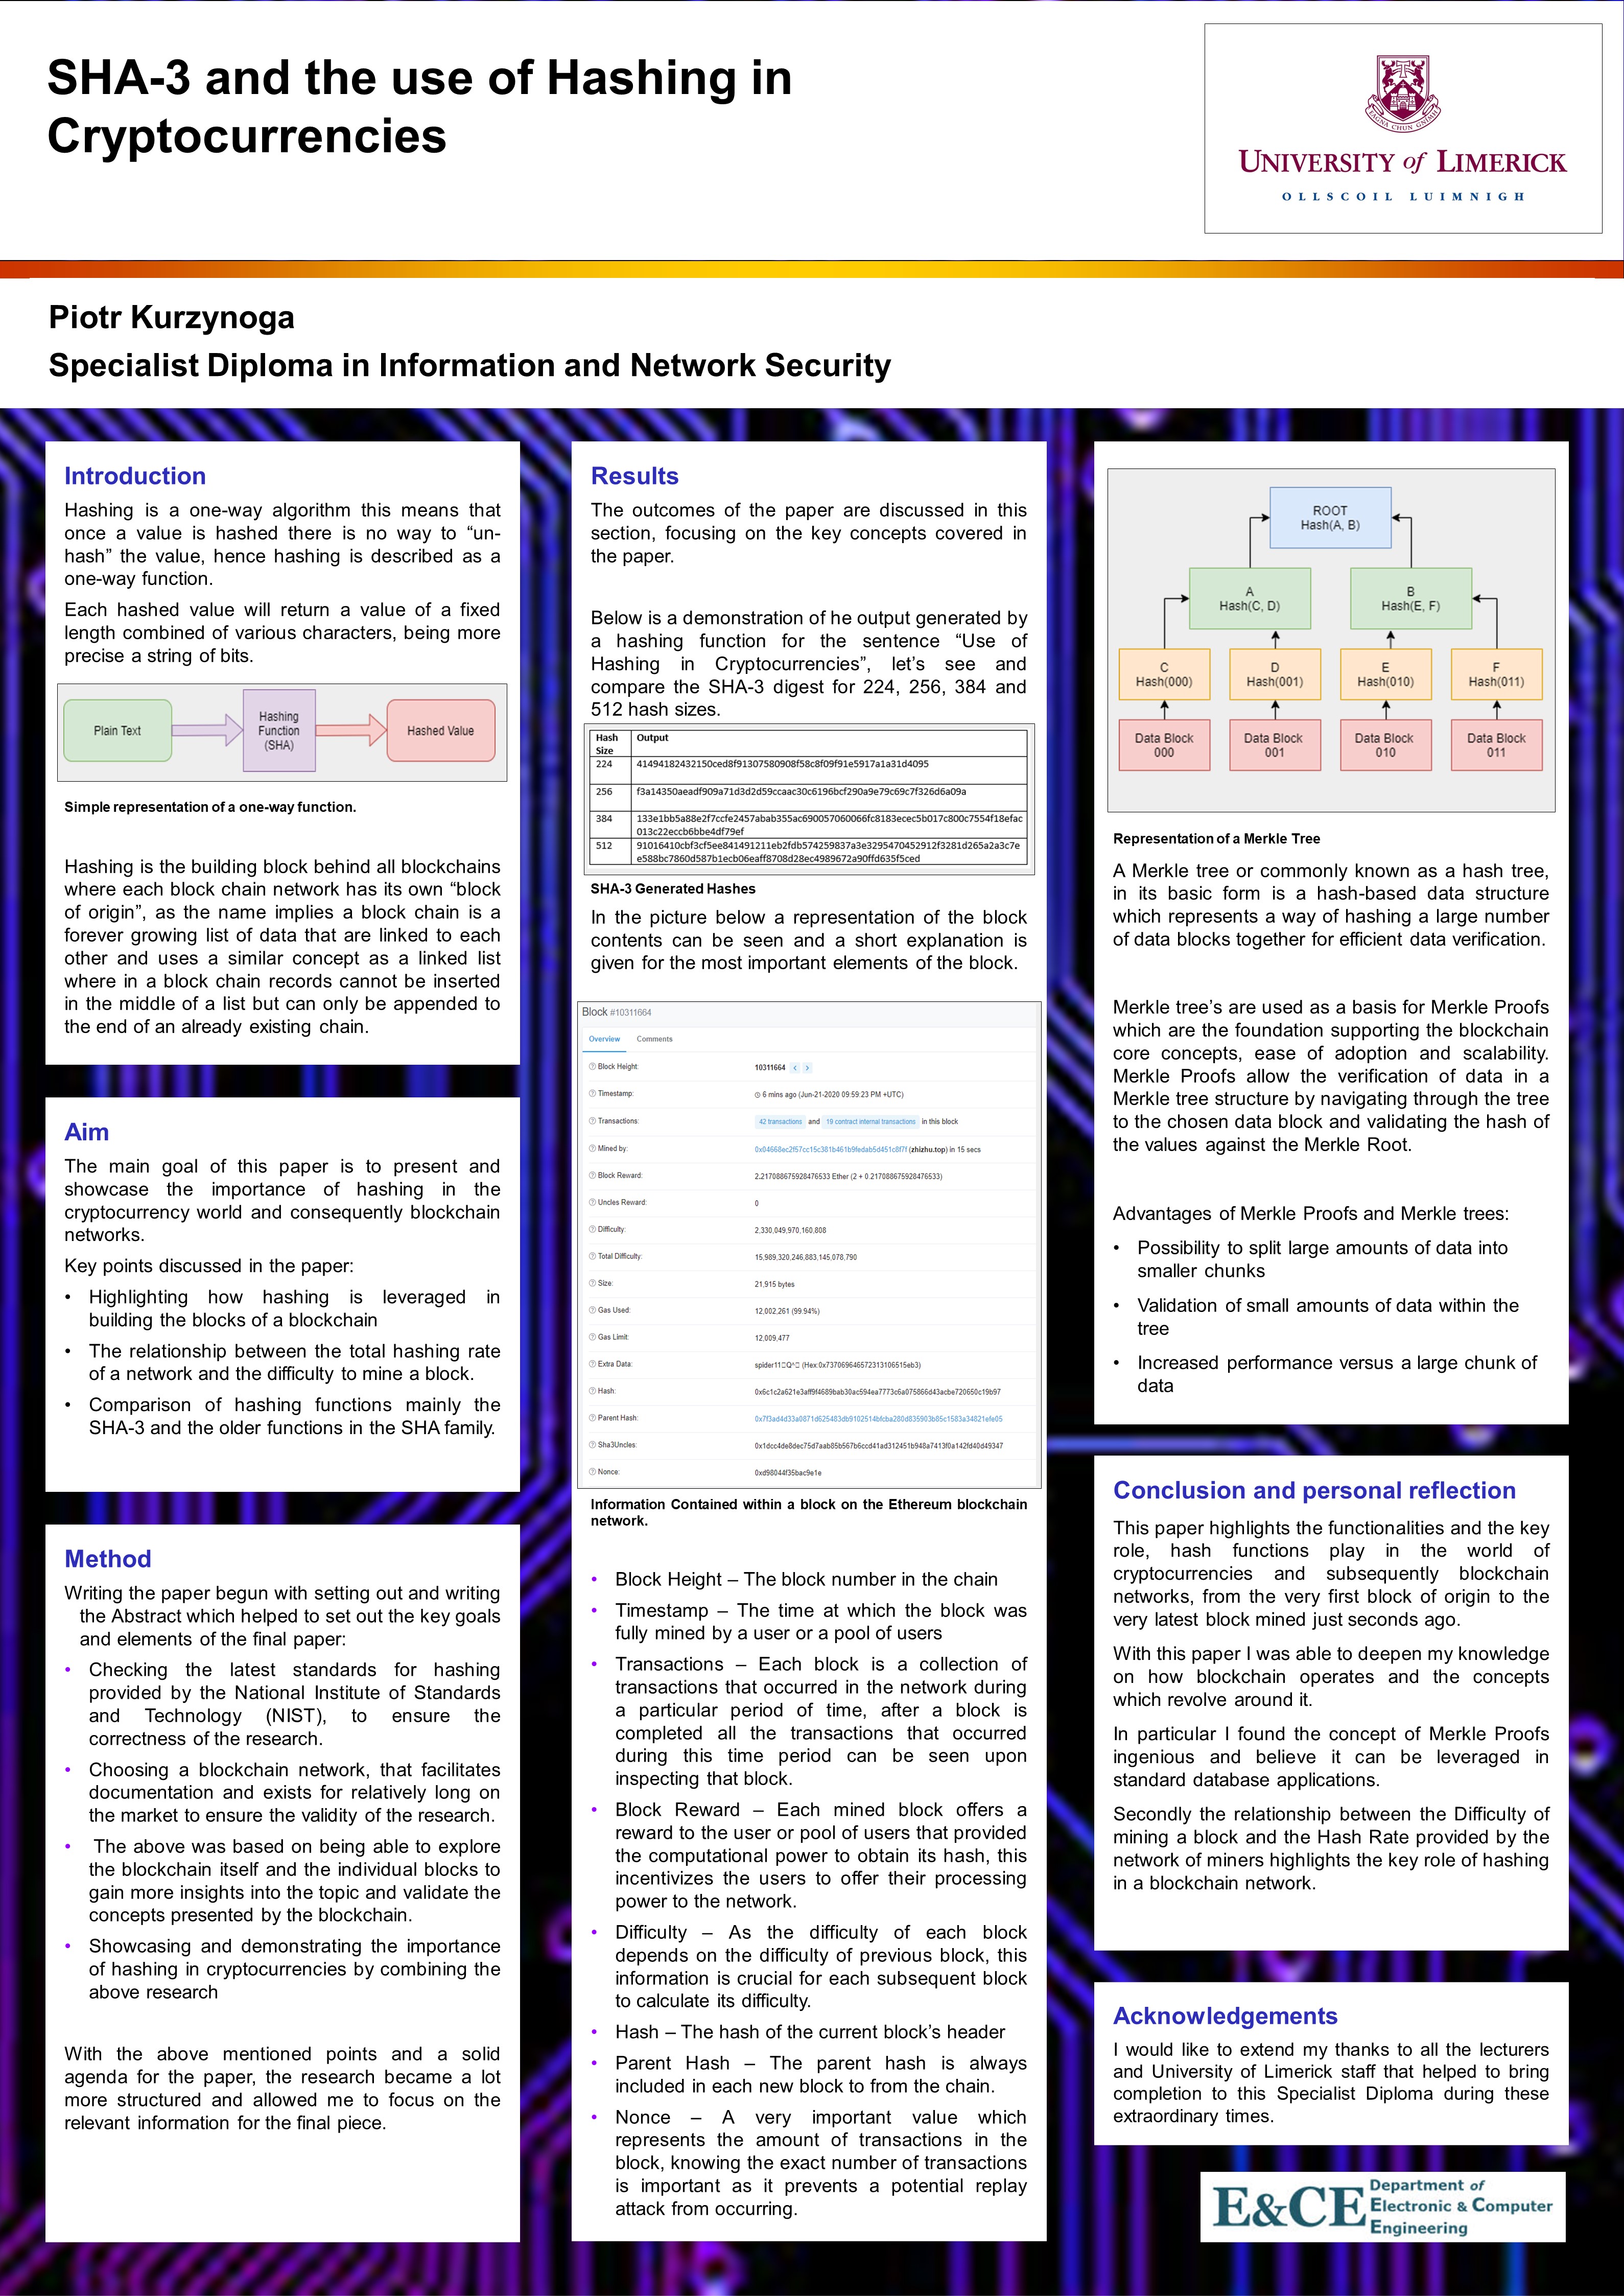 SHA-3 and the use of Hashing in
Cryptocurrencies
EAGNA CHUN GNIMH
UNIVERSITY of LIMERICK
OLLSCOIL LUIMNIGH
Piotr Kurzynoga
Specialist Diploma in Information and Network Security
Introduction
Hashing is a one-way algorithm this means that
once a value is hashed there is no way to “un-
hash” the value, hence hashing is described as a
one-way function.
Each hashed value will return a value of a fixed
length combined of various characters, being more
precise a string of bits.
Plain Text
Hashing
Function
(SHA)
Hashed Value
Simple representation of a one-way function.
Hashing is the building block behind all blockchains
where each block chain network has its own “block
of origin”, as the name implies a block chain is a
forever growing list of data that are linked to each
other and uses a similar concept as a linked list
where in a block chain records cannot be inserted
in the middle of a list but can only be appended to
the end of an already existing chain.
Aim
The main goal of this paper is to present and
showcase the importance of hashing in the
cryptocurrency world and consequently blockchain
networks.
Key points discussed in the paper:
• Highlighting how hashing is leveraged in
building the blocks of a blockchain
• The relationship between the total hashing rate
of a network and the difficulty to mine a block.
• Comparison of hashing functions mainly the
SHA-3 and the older functions in the SHA family.
Method
Writing the paper begun with setting out and writing
the Abstract which helped to set out the key goals
and elements of the final paper:
• Checking the latest standards for hashing
provided by the National Institute of Standards
and Technology (NIST), to ensure the
correctness of the research.
• Choosing a blockchain network, that facilitates
documentation and exists for relatively long on
the market to ensure the validity of the research.
• The above was based on being able to explore
the blockchain itself and the individual blocks to
gain more insights into the topic and validate the
concepts presented by the blockchain.
• Showcasing and demonstrating the importance
of hashing in cryptocurrencies by combining the
above research
With the above mentioned points and a solid
agenda for the paper, the research became a lot
more structured and allowed me to focus on the
relevant information for the final piece.
Results
The outcomes of the paper are discussed in this
section, focusing on the key concepts covered in
the paper.
Below is a demonstration of he output generated by
a hashing function for the sentence “Use of
Hashing in Cryptocurrencies”, let’s see and
compare the SHA-3 digest for 224, 256, 384 and
512 hash sizes.
Hash Size Output
224 41494182432150ced8f91307580908f58c8f09f91e5917a1a31d4095
256 f3a14350aeadf909a71d3d2d59ccaac30c6196bcf290a9e79c69c7f326d6a09a
384 133e1bb5a88e2f7ccfe2457abab355ac690057060066fc8183ecec5b017c800c7554f18efac
013c22eccb6bbe4df79ef
512 91016410cbf3cf5ee841491211eb2fdb574259837a3e3295470452912f3281d265a2a3c7e
e588bc7860d587b1ecb06eaff8708d28ec4989672a90ffd635f5ced
SHA-3 Generated Hashes
In the picture below a representation of the block
contents can be seen and a short explanation is
given for the most important elements of the block.
Block #10311664
Overview Comments
Block Height: 10311664 < >
Timestamp: 6 mins ago (Jun-21-2020 09:59:23 PM +UTC)
Transactions: 42 transactions and 19 contract internal transactions in this block
Mined by: 0x04668ec2f57cc15c381b461b9fedab5d451c8f7f (zhizhu.top) in 15 secs
Block Reward: 2.217088675928476533 Ether (2 + 0.217088675928476533)
Uncles Reward: 0
Difficulty: 2,330,049,970,160,808
Total Difficulty: 15,989,320,246,883,145,078,790
Size: 21,915 bytes
Gas Used: 12,002,261 (99.94%)
Gas Limit: 12,009,477
Extra Data: (Hex:0x737069646572313106515eb3)
Hash: 0x6c1c2a621e3aff9f4689bab30ac594ea7773c6a075866d43acbe720650c19b97
Parent Hash: 0x7f3ad4d33a0871d625483db9102514bfcba280d835903b85c1583a34821efe05
Sha3Uncles: 0x1dcc4de8dec75d7aab85b567b6ccd41ad312451b948a7413f0a142fd40d49347
Nonce: 0xd98044f35bac9e1e
Information Contained within a block on the Ethereum blockchain
network.
• Block Height – The block number in the chain
• Timestamp – The time at which the block was
fully mined by a user or a pool of users
• Transactions – Each block is a collection of
transactions that occurred in the network during
a particular period of time, after a block is
completed all the transactions that occurred
during this time period can be seen upon
inspecting that block.
• Block Reward – Each mined block offers a
reward to the user or pool of users that provided
the computational power to obtain its hash, this
incentivizes the users to offer their processing
power to the network.
• Difficulty – As the difficulty of each block
depends on the difficulty of previous block, this
information is crucial for each subsequent block
to calculate its difficulty.
• Hash – The hash of the current block’s header
• Parent Hash – The parent hash is always
included in each new block to from the chain.
• Nonce – A very important value which
represents the amount of transactions in the
block, knowing the exact number of transactions
is important as it prevents a potential replay
attack from occurring.
ROOT
Hash(A, B)
A
Hash(C, D)
B
Hash(E, F)
C
Hash(000)
D
Hash(001)
E
Hash(010)
F
Hash(011)
Data Block
000
Data Block
001
Data Block
010
Data Block
011
Representation of a Merkle Tree
A Merkle tree or commonly known as a hash tree,
in its basic form is a hash-based data structure
which represents a way of hashing a large number
of data blocks together for efficient data verification.
Merkle tree’s are used as a basis for Merkle Proofs
which are the foundation supporting the blockchain
core concepts, ease of adoption and scalability.
Merkle Proofs allow the verification of data in a
Merkle tree structure by navigating through the tree
to the chosen data block and validating the hash of
the values against the Merkle Root.
Advantages of Merkle Proofs and Merkle trees:
• Possibility to split large amounts of data into
smaller chunks
• Validation of small amounts of data within the
tree
• Increased performance versus a large chunk of
data
Conclusion and personal reflection
This paper highlights the functionalities and the key
role, hash functions play in the world of
cryptocurrencies and subsequently blockchain
networks, from the very first block of origin to the
very latest block mined just seconds ago.
With this paper I was able to deepen my knowledge
on how blockchain operates and the concepts
which revolve around it.
In particular I found the concept of Merkle Proofs
ingenious and believe it can be leveraged in
standard database applications.
Secondly the relationship between the Difficulty of
mining a block and the Hash Rate provided by the
network of miners highlights the key role of hashing
in a blockchain network.
Acknowledgements
I would like to extend my thanks to all the lecturers
and University of Limerick staff that helped to bring
completion to this Specialist Diploma during these
extraordinary times.
E&CE
Department of
Electronic & Computer
Engineering